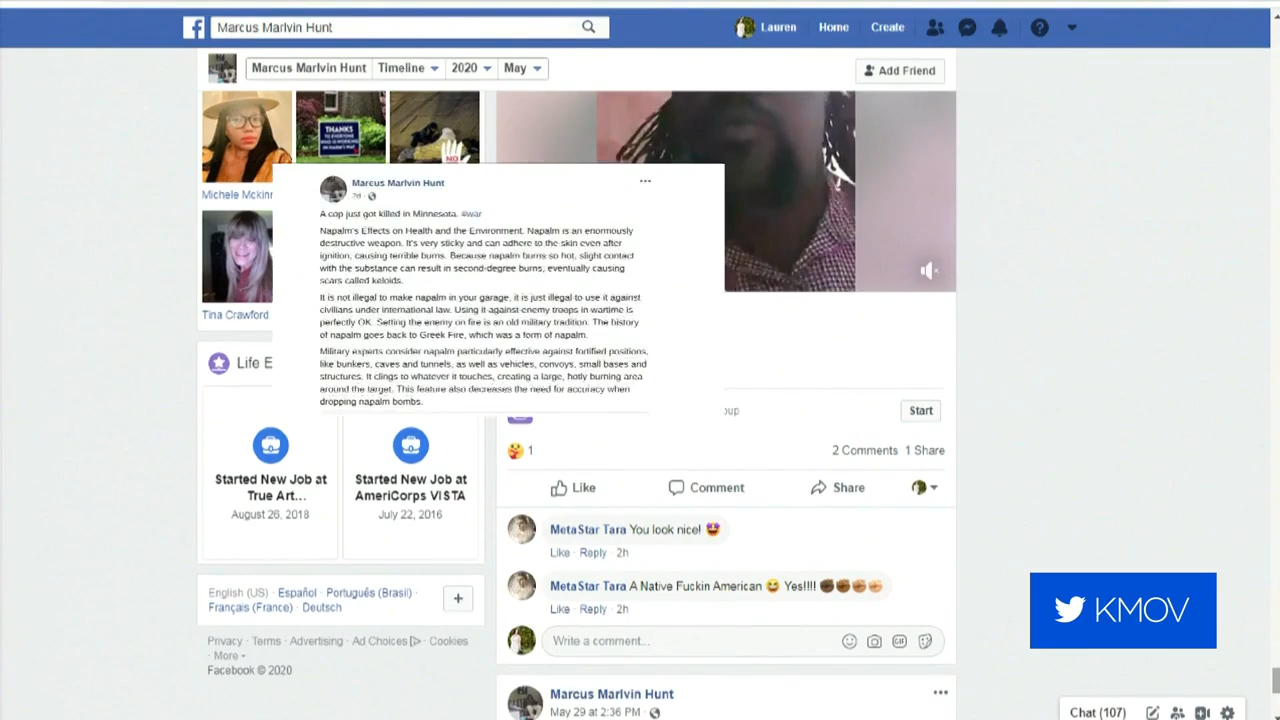 Marcus Marlvin Hunt
Lauren
Home
Create
Marcus Marlvin Hunt
Timeline
2020
May
Add Friend
THANKS
NO
Michele Mckinn
Tina Crawford
Marcus Marlvin Hunt
2d
A cop just got killed in Minnesota. #war
Napalm's Effects on Health and the Environment. Napalm is an enormously
destructive weapon. It's very sticky and can adhere to the skin even after
ignition, causing terrible burns. Because napalm burns so hot, slight contact
with the substance can result in second-degree burns, eventually causing
scars called keloids.
It is not illegal to make napalm in your garage, it is just illegal to use it against
civilians under international law. Using it against enemy troops in wartime is
perfectly OK. Setting the enemy on fire is an old military tradition. The history
of napalm goes back to Greek Fire, which was a form of napalm.
Military experts consider napalm particularly effective against fortified positions,
like bunkers, caves and tunnels, as well as vehicles, convoys, small bases and
structures. It clings to whatever it touches, creating a large, hotly burning area
around the target. This feature also decreases the need for accuracy when
dropping napalm bombs.
Life E
Started New Job at
True Art...
August 26, 2018
Started New Job at
AmeriCorps VISTA
July 22, 2016
English (US) · Español · Português (Brasil) ·
Français (France) · Deutsch
Privacy · Terms · Advertising · Ad Choices · Cookies
· More
Facebook © 2020
oup
Start
1
2 Comments 1 Share
Like
Comment
Share
MetaStar Tara You look nice! 🤩
Like · Reply · 2h
MetaStar Tara A Native Fuckin American 😆 Yes!!!! ✊🏿✊🏾✊🏽✊🏼
Like · Reply · 2h
Write a comment...
GIF
Marcus Marlvin Hunt
May 29 at 2:36 PM ·
KMOV
Chat (107)